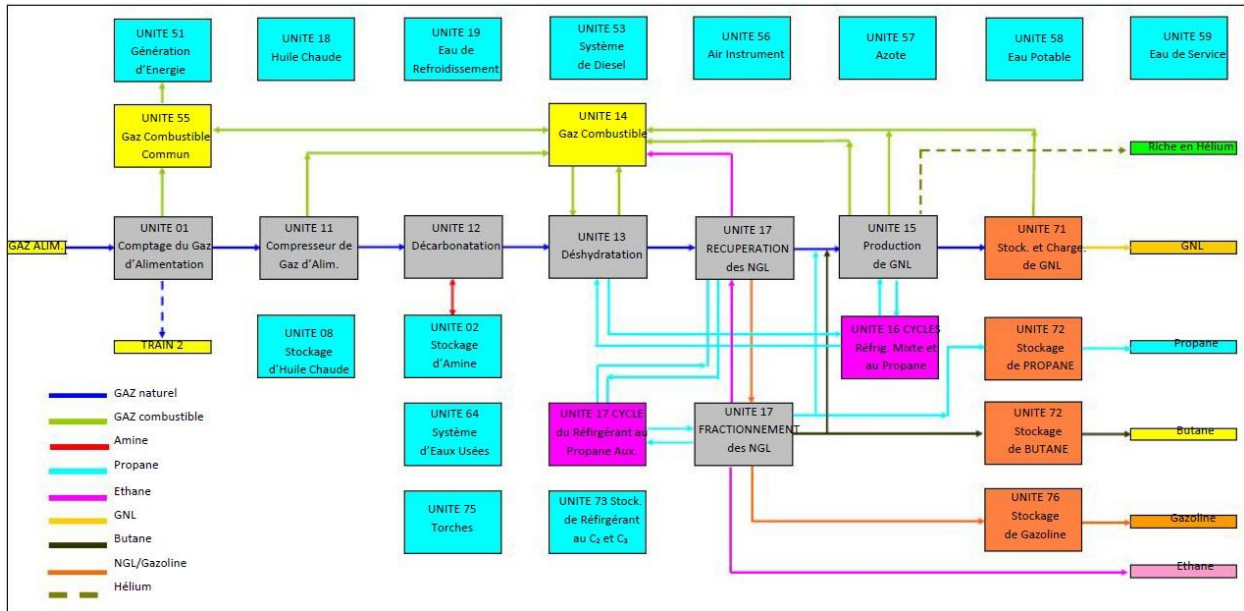 UNITE 51
Génération
d'Energie
UNITE 18
Huile Chaude
UNITE 19
Eau de
Refroidissement
UNITE 53
Système
de Diesel
UNITE 56
Air Instrument
UNITE 57
Azote
UNITE 58
Eau Potable
UNITE 59
Eau de Service
UNITE 55
Gaz Combustible
Commun
UNITE 14
Gaz Combustible
Riche en Hélium
GAZ ALIM.
UNITE 01
Comptage du Gaz
d'Alimentation
UNITE 11
Compresseur de
Gaz d'Alim.
UNITE 12
Décarbonatation
UNITE 13
Déshydratation
UNITE 17
RECUPERATION
des NGL
UNITE 15
Production
de GNL
UNITE 71
Stock. et Charge.
de GNL
GNL
TRAIN 2
UNITE 08
Stockage
d'Huile Chaude
UNITE 02
Stockage
d'Amine
UNITE 16 CYCLES
Réfrig. Mixte et
au Propane
UNITE 72
Stockage
de PROPANE
Propane
GAZ naturel
GAZ combustible
Amine
Propane
Ethane
GNL
Butane
NGL/Gazoline
Hélium
UNITE 64
Système
d'Eaux Usées
UNITE 17 CYCLE
du Réfirgérant au
Propane Aux.
UNITE 17
FRACTIONNEMENT
des NGL
UNITE 72
Stockage
de BUTANE
Butane
UNITE 75
Torches
UNITE 73 Stock.
de Réfirgérant
au C₂ et C₃
UNITE 76
Stockage
de Gazoline
Gazoline
Ethane